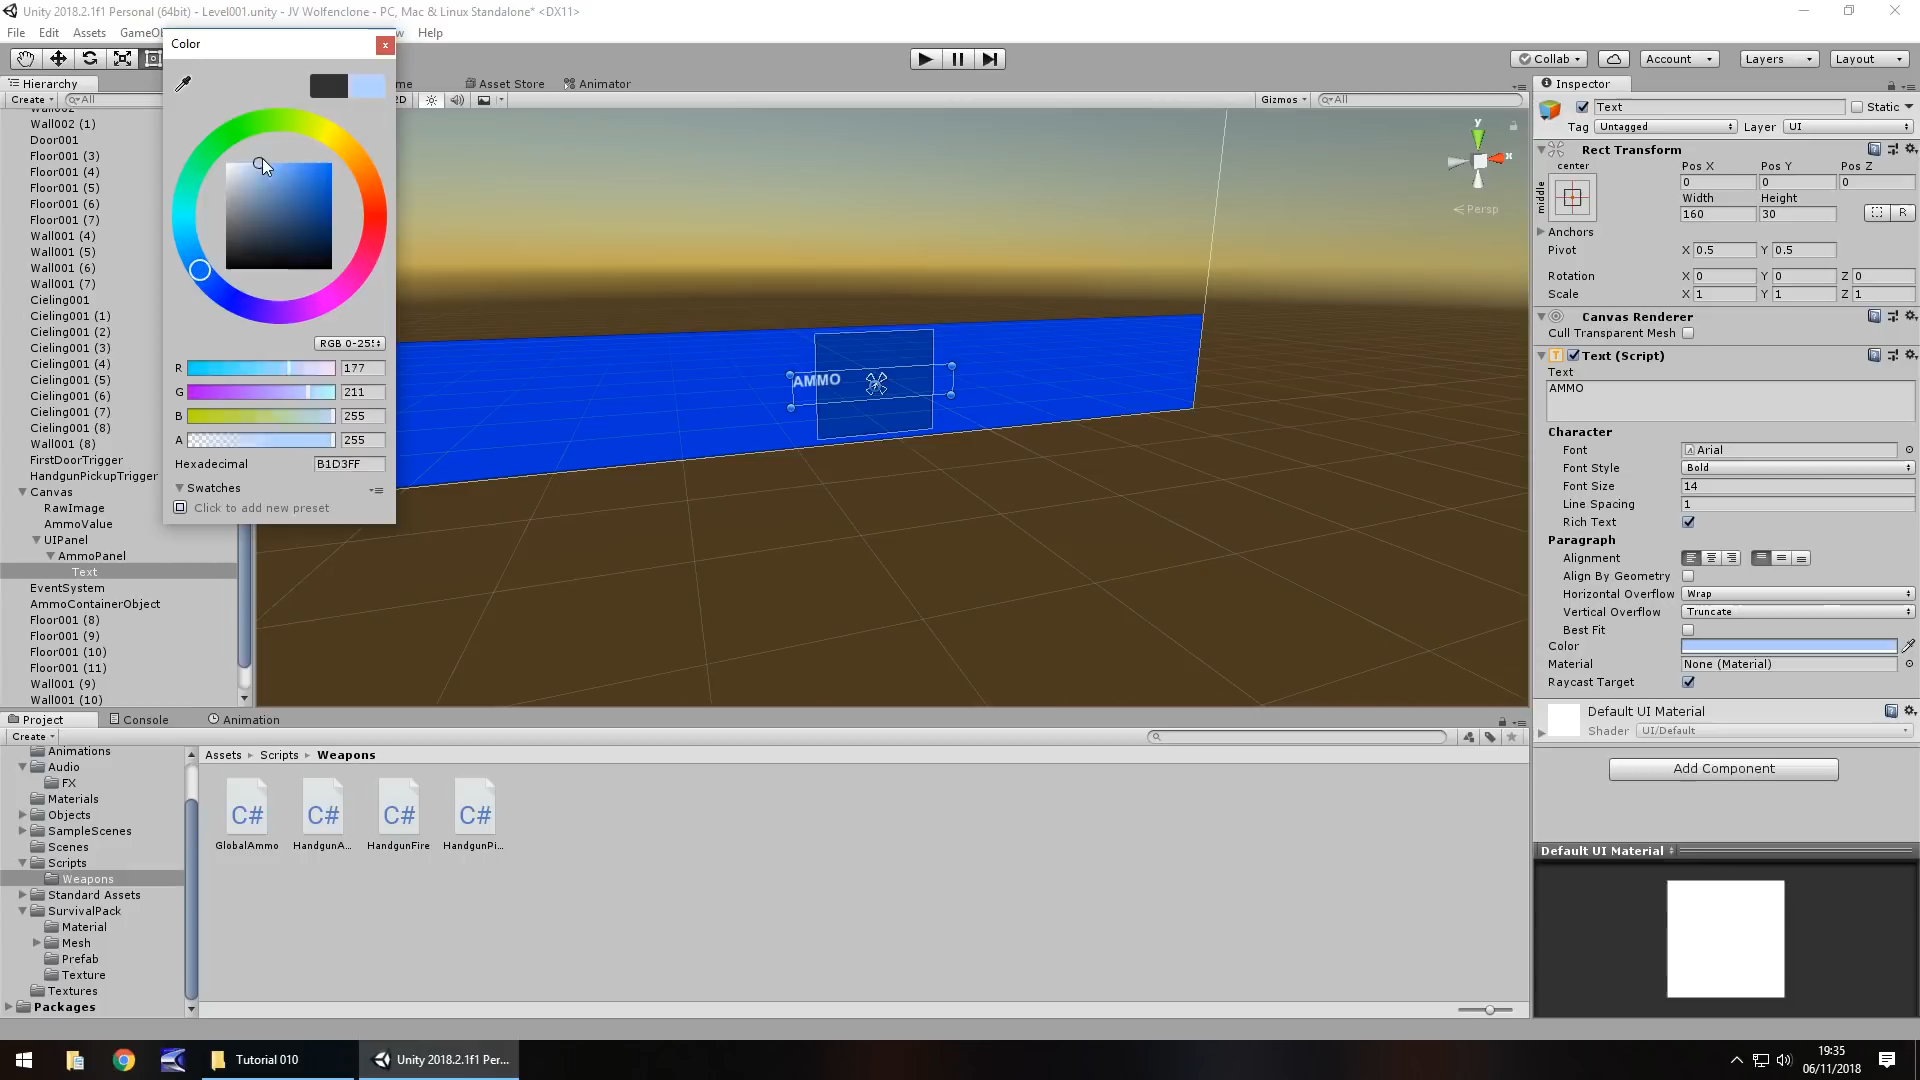 Unity 2018.2.1f1 Personal (64bit) - Level001.unity - JV Wolfenclone - PC, Mac & Linux Standalone* <DX11>
File Edit Assets Help
Color
Collab Account Layers Layout
Hierarchy
Create All
Asset Store Animator
Gizmos All
Wall002 (1)
Door001
Floor001 (3)
Floor001 (4)
Floor001 (5)
Floor001 (6)
Floor001 (7)
Wall001 (4)
Wall001 (5)
Wall001 (6)
Wall001 (7)
Cieling001
Cieling001 (1)
Cieling001 (2)
Cieling001 (3)
Cieling001 (4)
Cieling001 (5)
Cieling001 (6)
Cieling001 (7)
Cieling001 (8)
Wall001 (8)
FirstDoorTrigger
HandgunPickupTrigger
Canvas
RawImage
AmmoValue
UIPanel
AmmoPanel
Text
EventSystem
AmmoContainerObject
Floor001 (8)
Floor001 (9)
Floor001 (10)
Floor001 (11)
Wall001 (9)
Wall001 (10)
R 177
G 211
B 255
A 255
Hexadecimal B1D3FF
Swatches
Click to add new preset
AMMO
y
x
Persp
Inspector
Text Static
Tag Untagged Layer UI
Rect Transform
center Pos X Pos Y Pos Z
middle 0 0 0
Width Height
160 30 R
Anchors
Pivot X 0.5 Y 0.5
Rotation X 0 Y 0 Z 0
Scale X 1 Y 1 Z 1
Canvas Renderer
Cull Transparent Mesh
Text (Script)
Text
AMMO
Character
Font Arial
Font Style Bold
Font Size 14
Line Spacing 1
Rich Text
Paragraph
Alignment
Align By Geometry
Horizontal Overflow Wrap
Vertical Overflow Truncate
Best Fit
Color
Material None (Material)
Raycast Target
Default UI Material
Shader UI/Default
Add Component
Default UI Material
Project Console Animation
Create
Animations
Audio
FX
Materials
Objects
SampleScenes
Scenes
Scripts
Weapons
Standard Assets
SurvivalPack
Material
Mesh
Prefab
Texture
Textures
Packages
Assets Scripts Weapons
C# C# C# C#
GlobalAmmo HandgunA... HandgunFire HandgunPi...
Tutorial 010
Unity 2018.2.1f1 Per...
19:35
06/11/2018